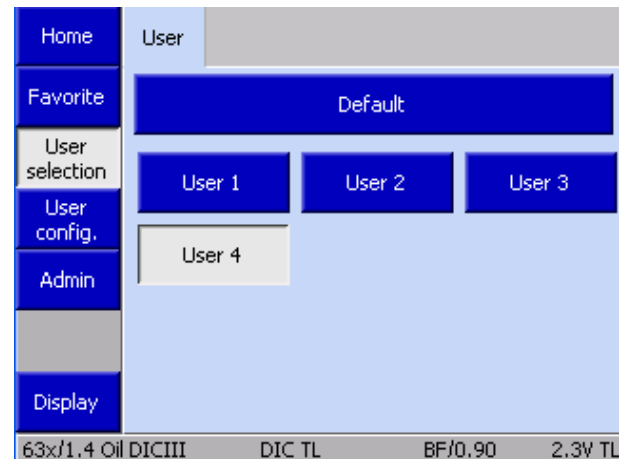 Home
User
Favorite
Default
User
selection
User 1
User 2
User 3
User
config.
User 4
Admin
Display
63x/1.4 Oil DICIII DIC TL BF/0.90 2.3V TL